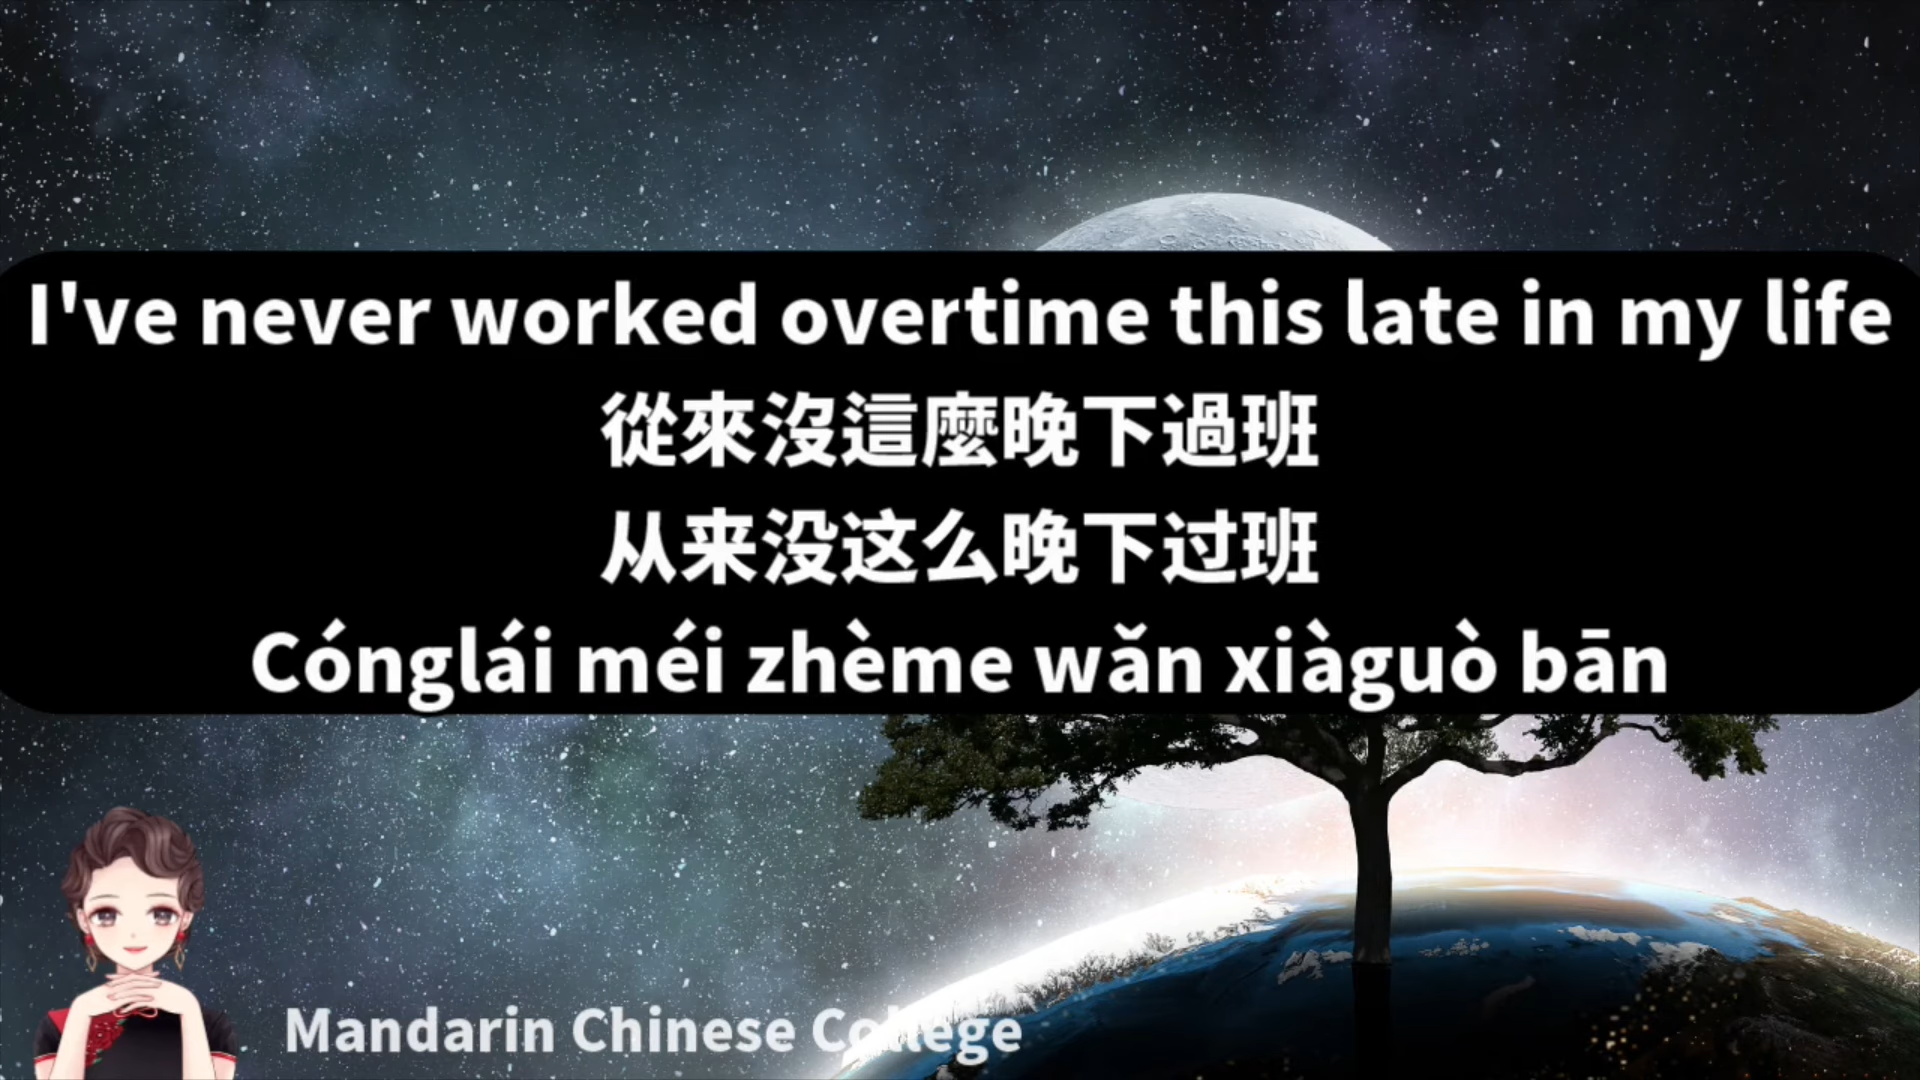 I've never worked overtime this late in my life
從來沒這麼晚下過班
从来没这么晚下过班
Cónglái méi zhème wǎn xiàguò bān
Mandarin Chinese College